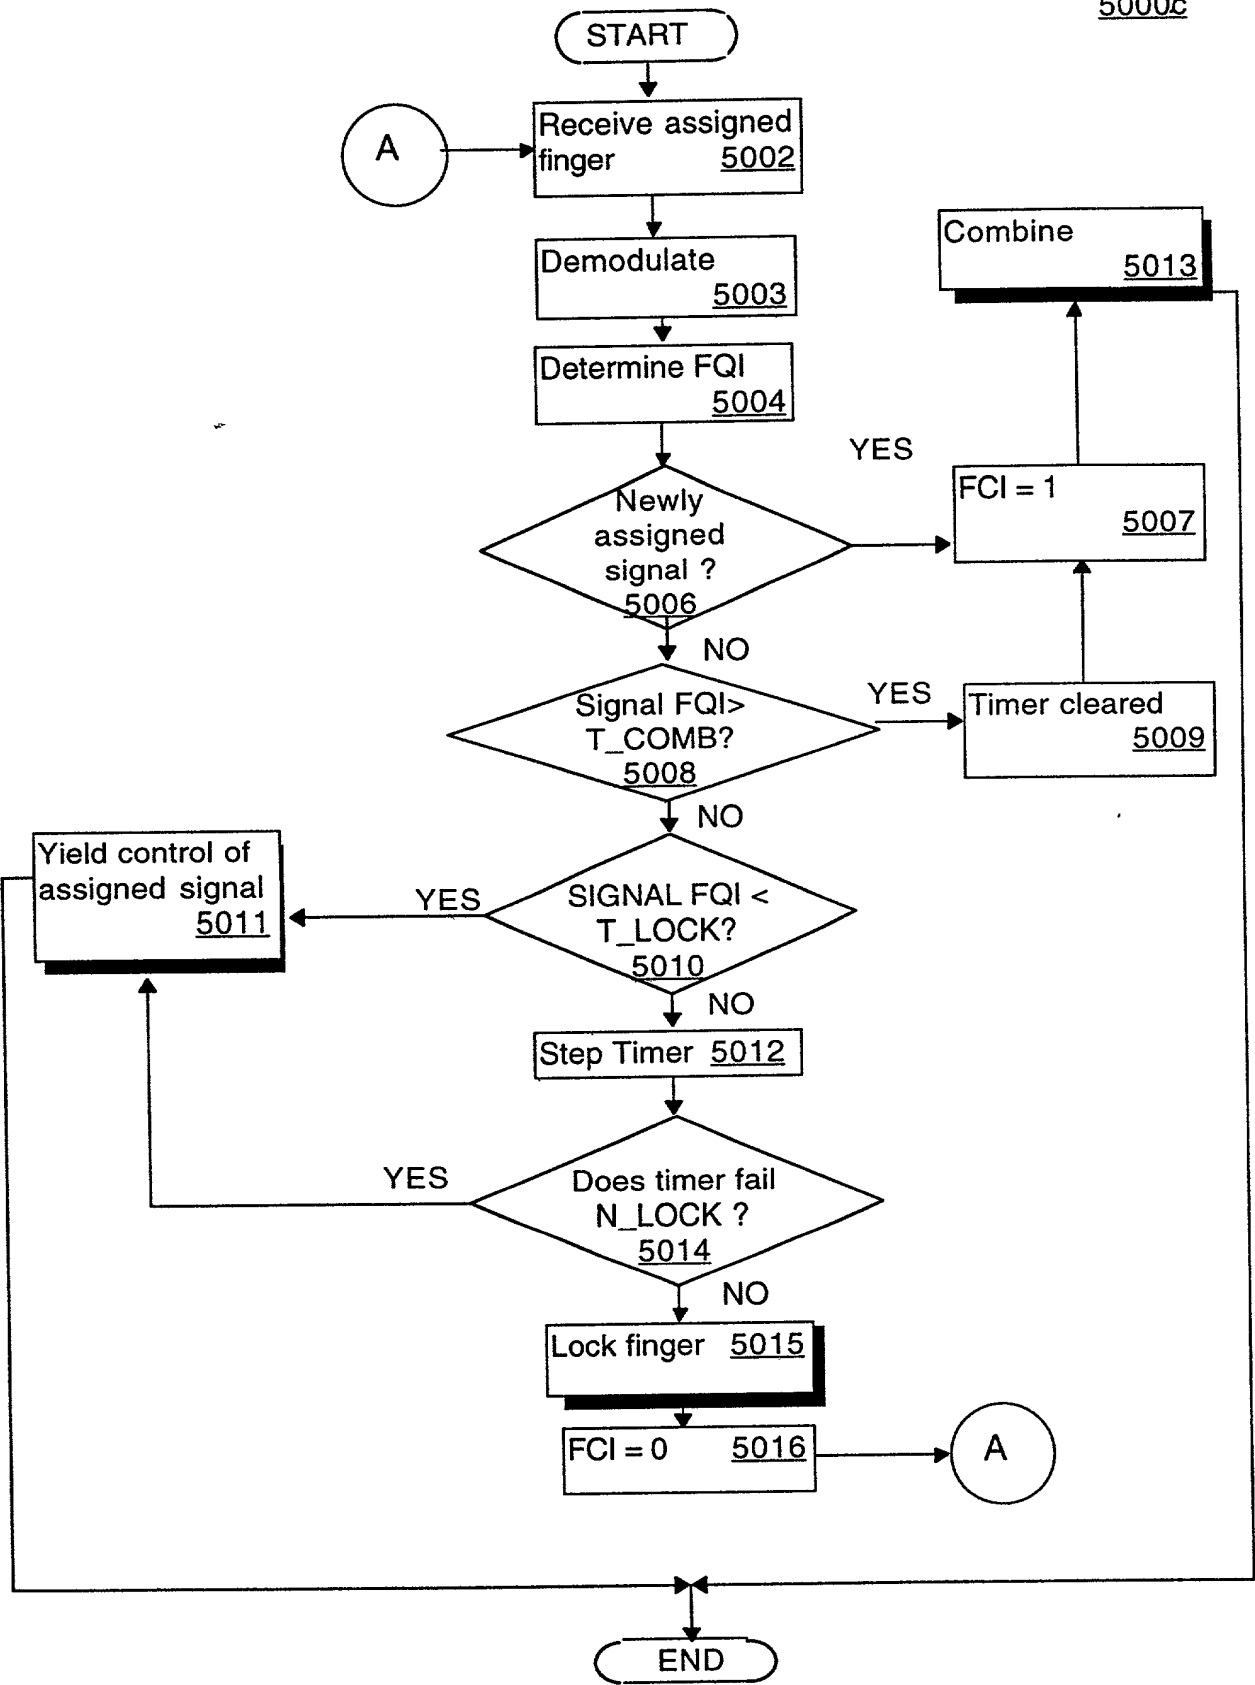 5000c
START
A
Receive assigned
finger 5002
Demodulate
5003
Combine
5013
Determine FQI
5004
YES
Newly
assigned
signal ?
5006
FCI = 1
5007
NO
Signal FQI>
T_COMB?
5008
YES
Timer cleared
5009
NO
Yield control of
assigned signal
5011
YES
SIGNAL FQI <
T_LOCK?
5010
NO
Step Timer 5012
YES
Does timer fail
N_LOCK ?
5014
NO
Lock finger 5015
FCI = 0 5016
A
END